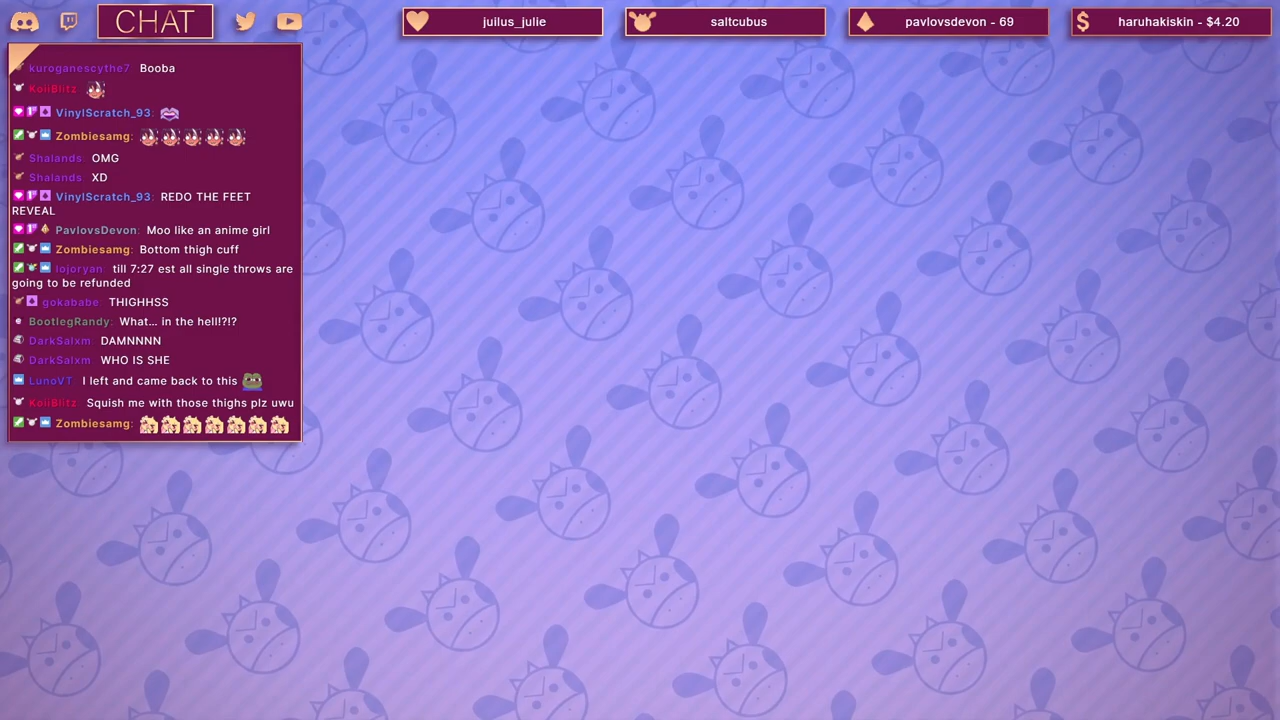 CHAT
juilus_julie
saltcubus
pavlovsdevon - 69
haruhakiskin - $4.20
kuroganescythe7 Booba
KoiiBlitz
VinylScratch_93:
Zombiesamg:
Shalands OMG
Shalands XD
VinylScratch_93: REDO THE FEET
REVEAL
PavlovsDevon: Moo like an anime girl
Zombiesamg: Bottom thigh cuff
lojoryan till 7:27 est all single throws are
going to be refunded
gokababe THIGHHSS
BootlegRandy: What... in the hell!?!?
DarkSalxm DAMNNNN
DarkSalxm WHO IS SHE
LunoVT I left and came back to this
KoiiBlitz Squish me with those thighs plz uwu
Zombiesamg: